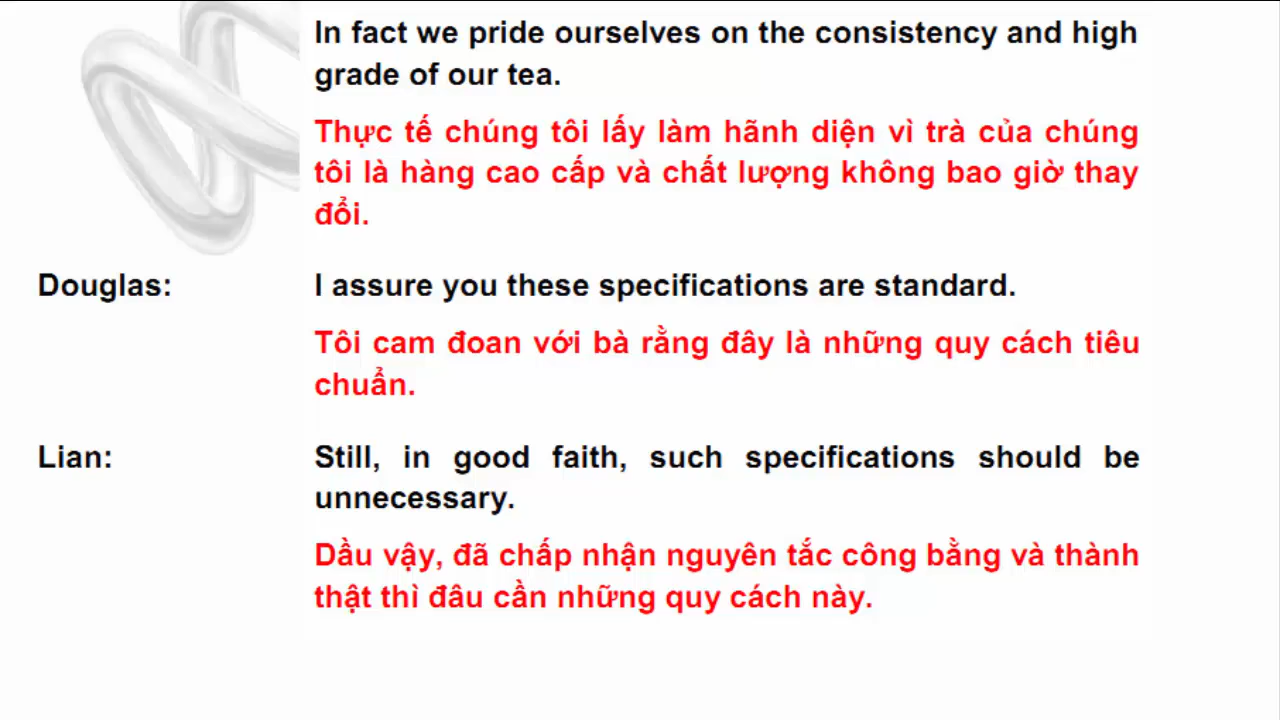 In fact we pride ourselves on the consistency and high
grade of our tea.
Thực tế chúng tôi lấy làm hãnh diện vì trà của chúng
tôi là hàng cao cấp và chất lượng không bao giờ thay
đổi.
Douglas: I assure you these specifications are standard.
Tôi cam đoan với bà rằng đây là những quy cách tiêu
chuẩn.
Lian: Still, in good faith, such specifications should be
unnecessary.
Dầu vậy, đã chấp nhận nguyên tắc công bằng và thành
thật thì đâu cần những quy cách này.